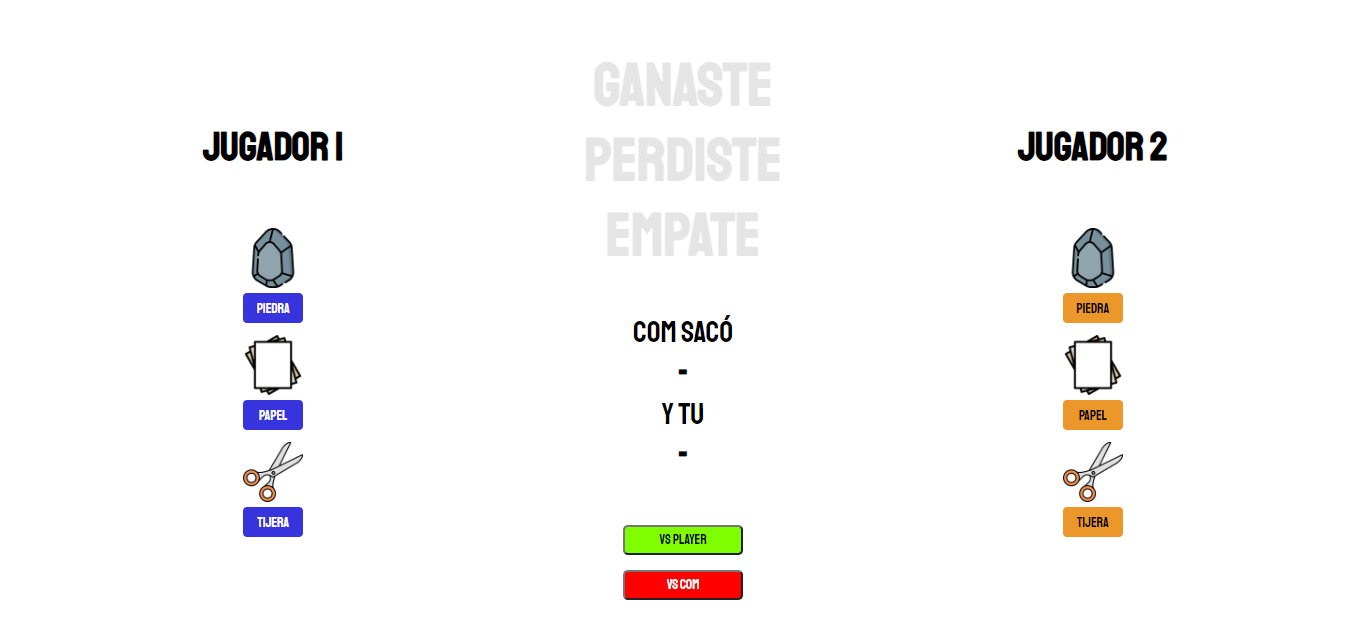 JUGADOR 1
PIEDRA
PAPEL
TIJERA
GANASTE
PERDISTE
EMPATE
COM SACÓ
-
Y TU
-
VS PLAYER
VS COM
JUGADOR 2
PIEDRA
PAPEL
TIJERA